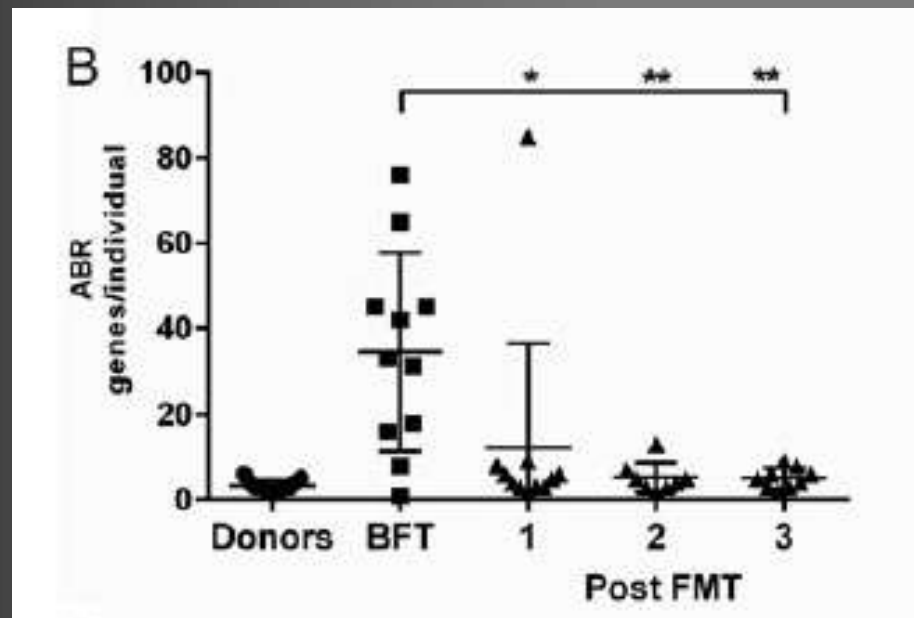 B
100
* ** **
80
60
40
20
0
ABR
genes/individual
Donors BFT 1 2 3
Post FMT